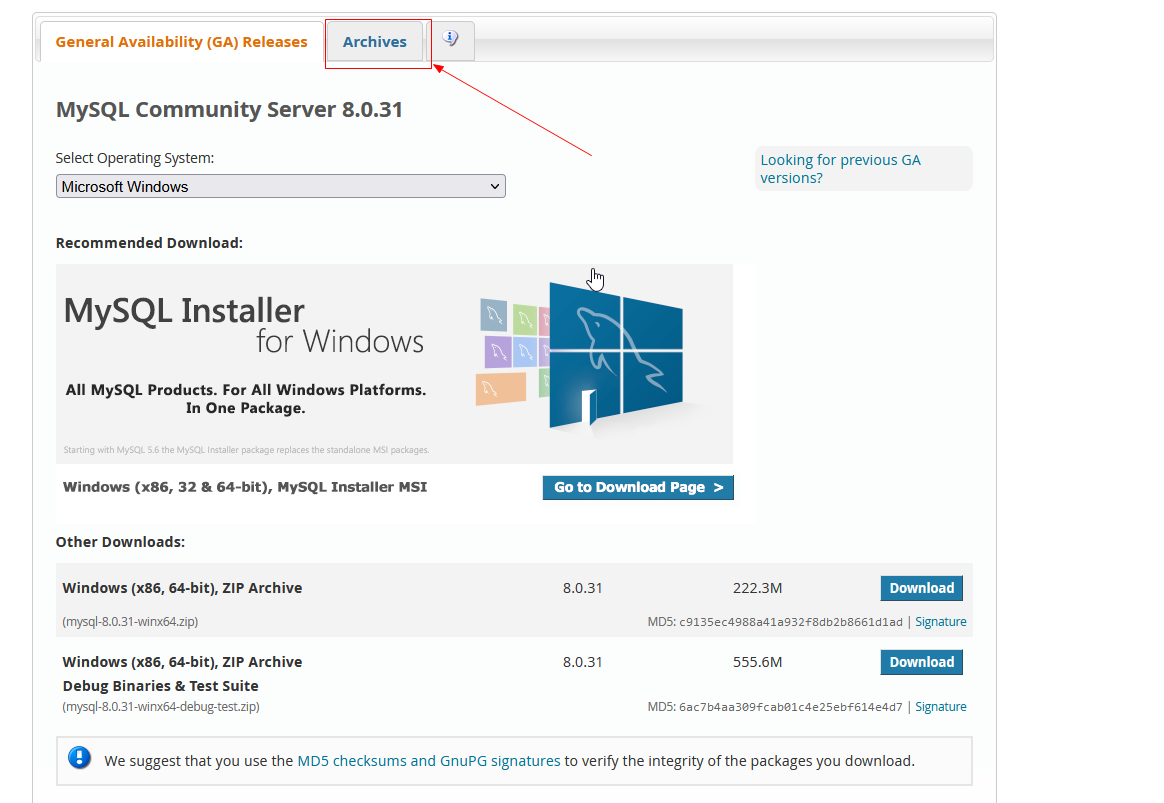 General Availability (GA) Releases
Archives
MySQL Community Server 8.0.31
Select Operating System:
Looking for previous GA
versions?
Microsoft Windows
Recommended Download:
MySQL Installer
for Windows
All MySQL Products. For All Windows Platforms.
In One Package.
Starting with MySQL 5.6 the MySQL Installer package replaces the standalone MSI packages.
Windows (x86, 32 & 64-bit), MySQL Installer MSI
Go to Download Page >
Other Downloads:
Windows (x86, 64-bit), ZIP Archive 8.0.31 222.3M Download
(mysql-8.0.31-winx64.zip) MD5: c9135ec4988a41a932f8db2b8661d1ad | Signature
Windows (x86, 64-bit), ZIP Archive 8.0.31 555.6M Download
Debug Binaries & Test Suite
(mysql-8.0.31-winx64-debug-test.zip) MD5: 6ac7b4aa309fcab01c4e25ebf614e4d7 | Signature
We suggest that you use the MD5 checksums and GnuPG signatures to verify the integrity of the packages you download.